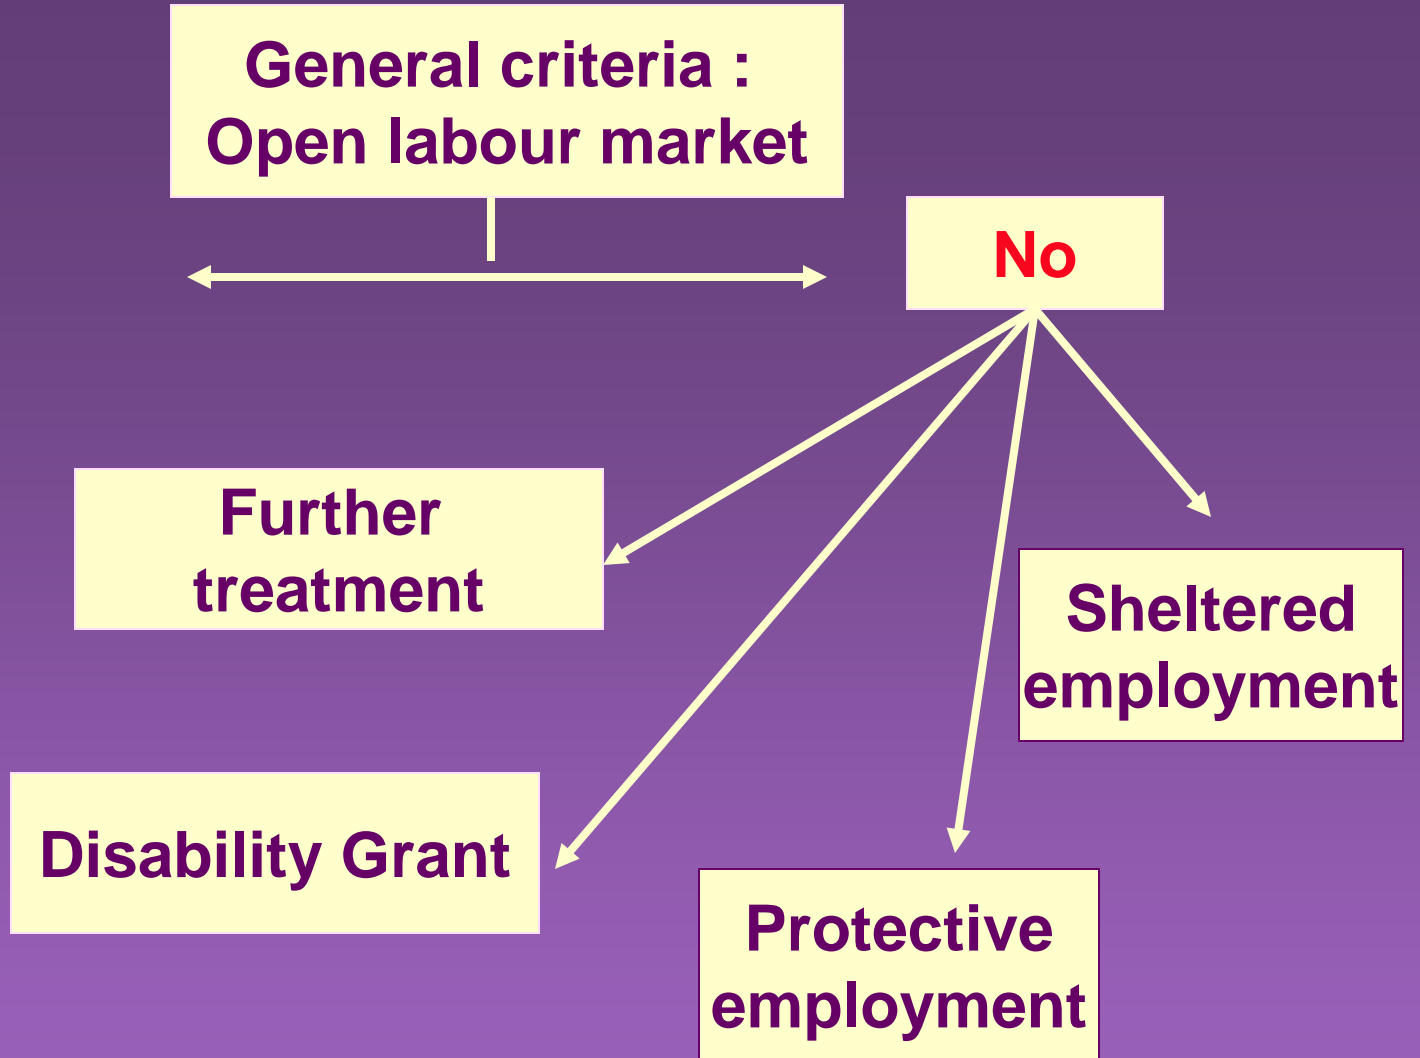 General criteria :
Open labour market
No
Further
treatment
Sheltered
employment
Disability Grant
Protective
employment